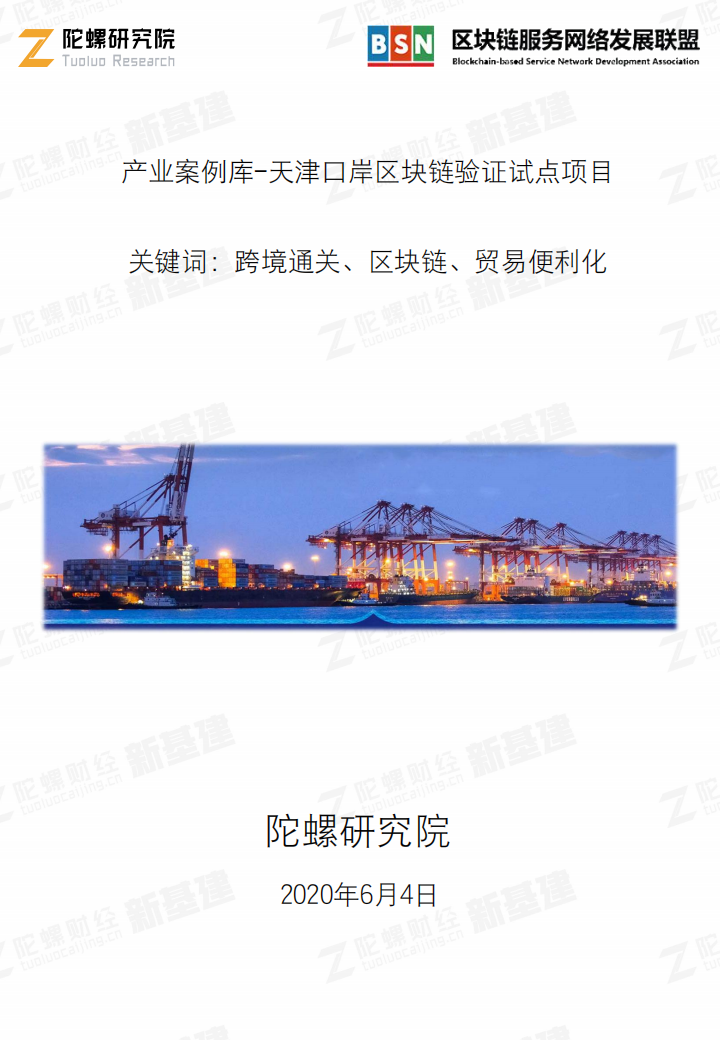 陀螺研究院
Tuoluo Research
BSN
区块链服务网络发展联盟
Blockchain-based Service Network Development Association
产业案例库-天津口岸区块链验证试点项目
关键词：跨境通关、区块链、贸易便利化
陀螺研究院
2020年6月4日
陀螺财经 新基建
tuoluocaijing.cn